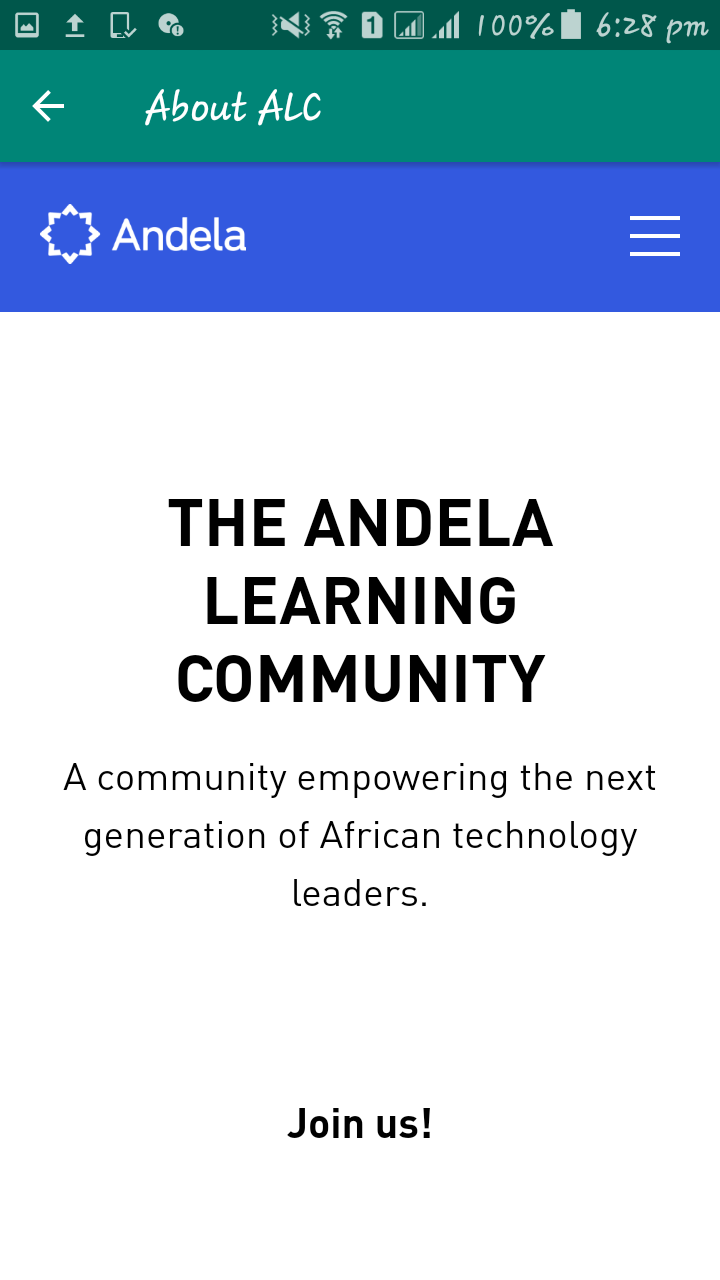 1 100% 6:28 pm
About ALC
Andela
THE ANDELA
LEARNING
COMMUNITY
A community empowering the next
generation of African technology
leaders.
Join us!